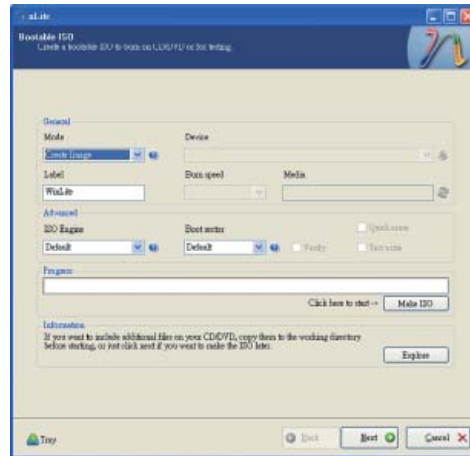 nLite
Bootable ISO
Create a bootable ISO to burn on CD/DVD or for testing.
General
Mode
Device
Create Image
Label
Burn speed
Media
WinLite
Advanced
ISO Engine
Boot sector
Quick erase
Default
Default
Verify
Test write
Progress
Click here to start -> Make ISO
Information
If you want to include additional files on your CD/DVD, copy them to the working directory
before starting, or just click next if you want to make the ISO later.
Explore
Tray
Back
Next
Cancel